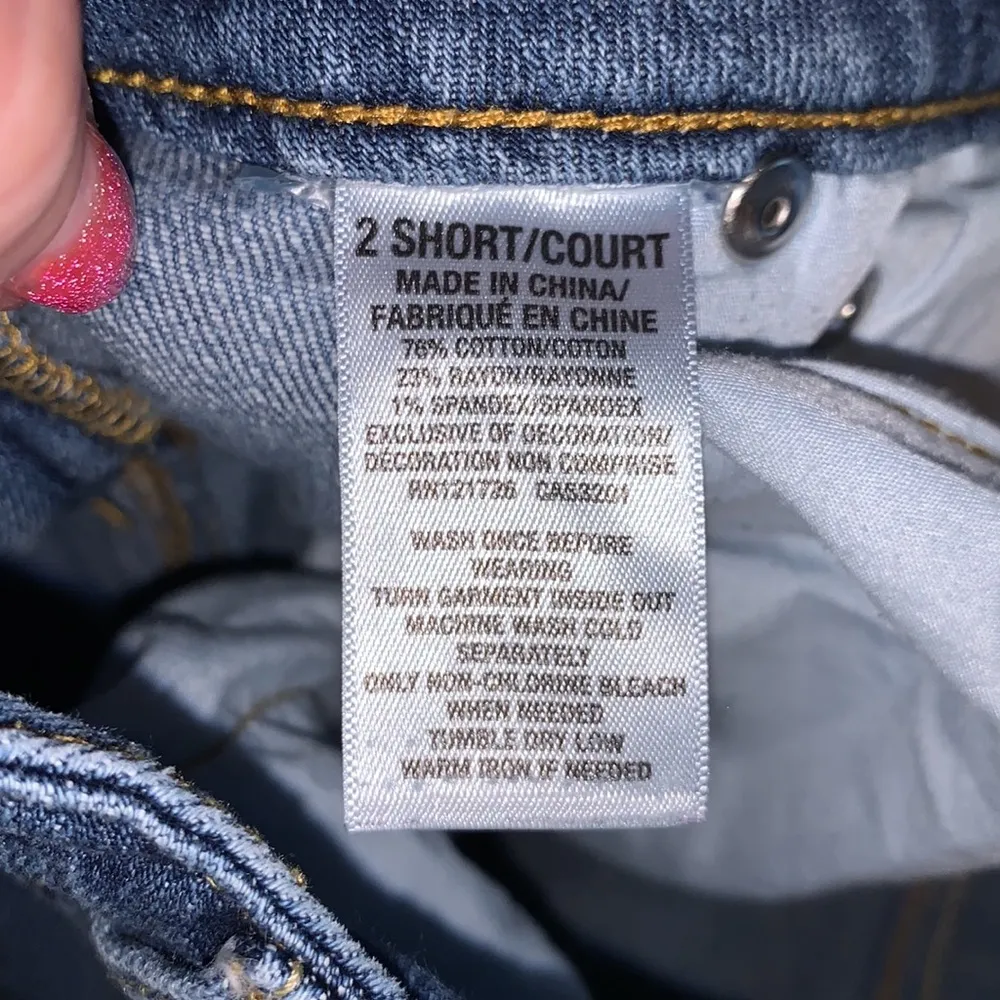 2 SHORT/COURT
MADE IN CHINA/
FABRIQUÉ EN CHINE
76% COTTON/COTON
23% RAYON/RAYONNE
1% SPANDEX/SPANDEX
EXCLUSIVE OF DECORATION/
DÉCORATION NON COMPRISE
RN121726 CA53201
WASH ONCE BEFORE
WEARING
TURN GARMENT INSIDE OUT
MACHINE WASH COLD
SEPARATELY
ONLY NON-CHLORINE BLEACH
WHEN NEEDED
TUMBLE DRY LOW
WARM IRON IF NEEDED